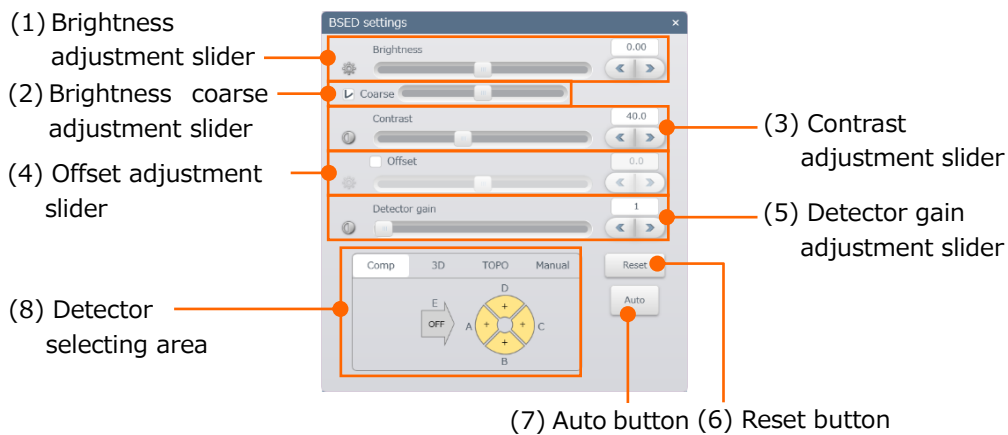 (1) Brightness
adjustment slider
(2) Brightness coarse
adjustment slider
(4) Offset adjustment
slider
(8) Detector
selecting area
BSED settings ×
Brightness 0.00
Coarse
Contrast 40.0
Offset 0.0
Detector gain 1
Comp 3D TOPO Manual Reset
D
E
+
OFF A + + C
+
B
Auto
(3) Contrast
adjustment slider
(5) Detector gain
adjustment slider
(7) Auto button (6) Reset button